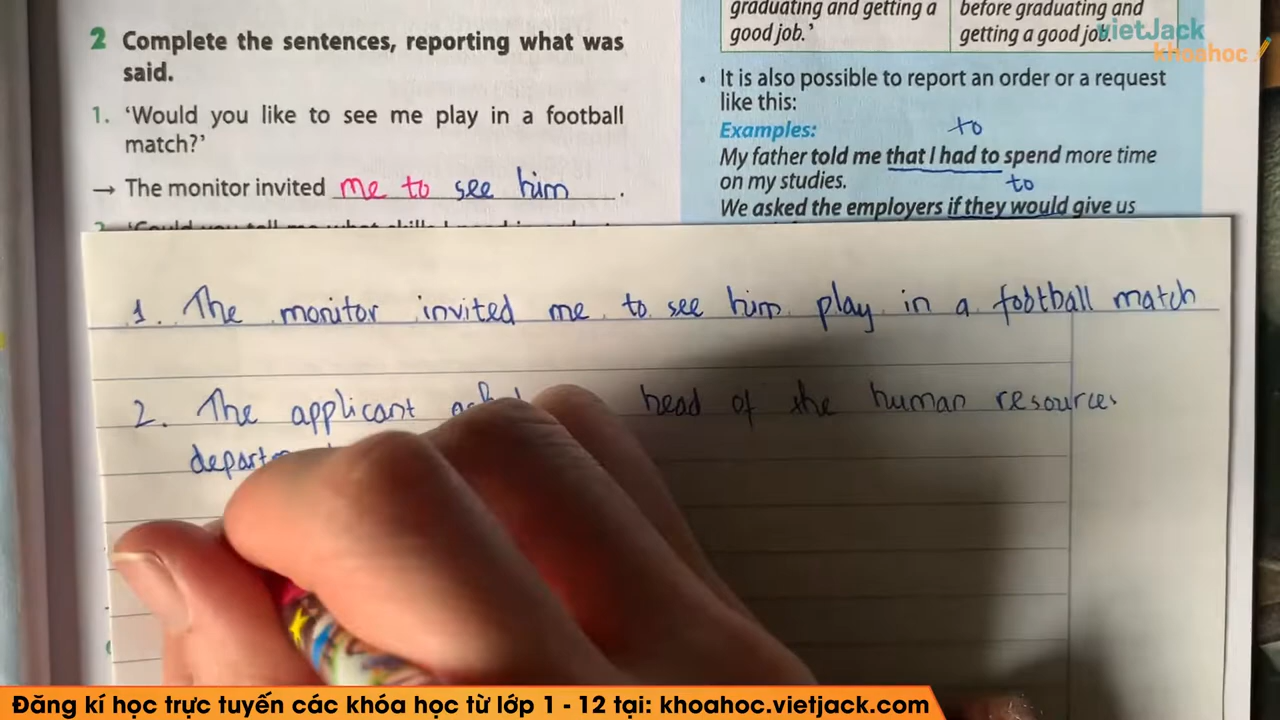 2 Complete the sentences, reporting what was
said.
1. ‘Would you like to see me play in a football
match?’
→ The monitor invited me to see him .
graduating and getting a
good job.’
before graduating and
getting a good job.
vietJack
khoahoc
• It is also possible to report an order or a request
like this:
Examples:
to
My father told me that I had to spend more time
on my studies.
to
We asked the employers if they would give us
1. The monitor invited me to see him play in a football match
2. The applicant head of the human resources
Đăng kí học trực tuyến các khóa học từ lớp 1 - 12 tại: khoahoc.vietjack.com